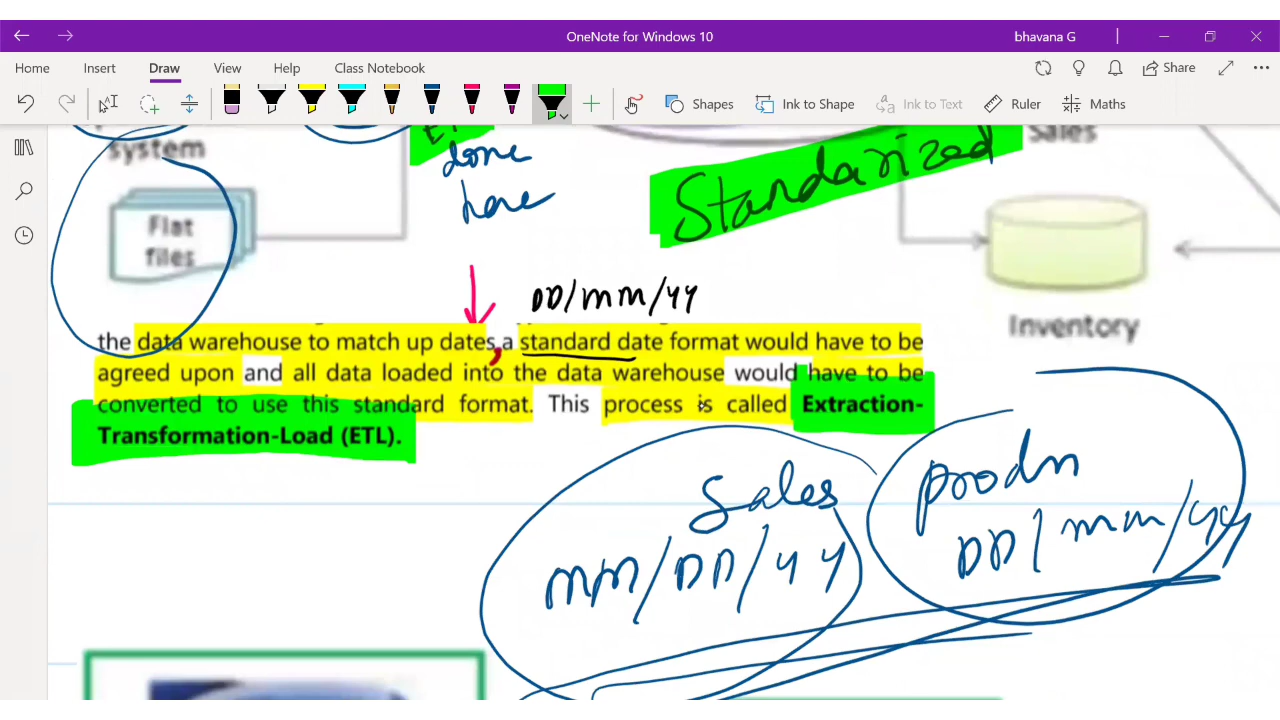 OneNote for Windows 10
bhavana G
Home Insert Draw View Help Class Notebook
Share
Shapes Ink to Shape Ink to Text Ruler Ruler Maths
system
done
here
Standarized
Sales
Flat
files
DD/MM/YY
Inventory
the data warehouse to match up dates, a standard date format would have to be
agreed upon and all data loaded into the data warehouse would have to be
converted to use this standard format. This process is called Extraction-
Transformation-Load (ETL).
Sales
MM/DD/YY
prodn
DD/MM/YY